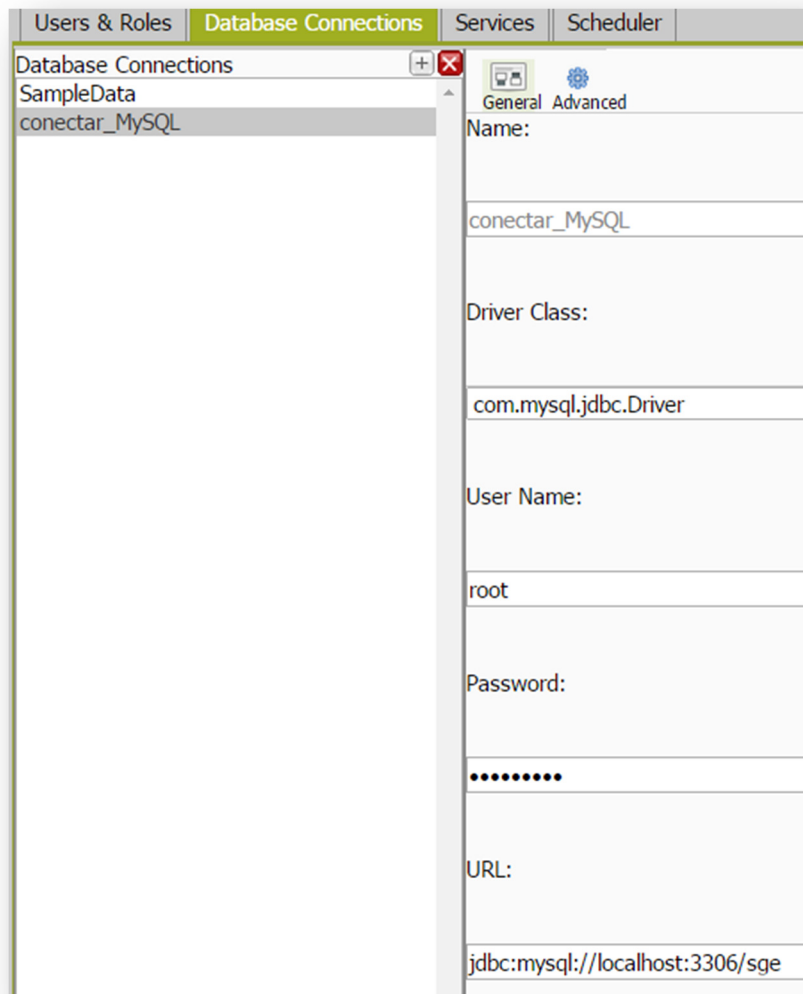 Users & Roles Database Connections Services Scheduler
Database Connections
SampleData
conectar_MySQL
General Advanced
Name:
conectar_MySQL
Driver Class:
com.mysql.jdbc.Driver
User Name:
root
Password:
•••••••••
URL:
jdbc:mysql://localhost:3306/sge